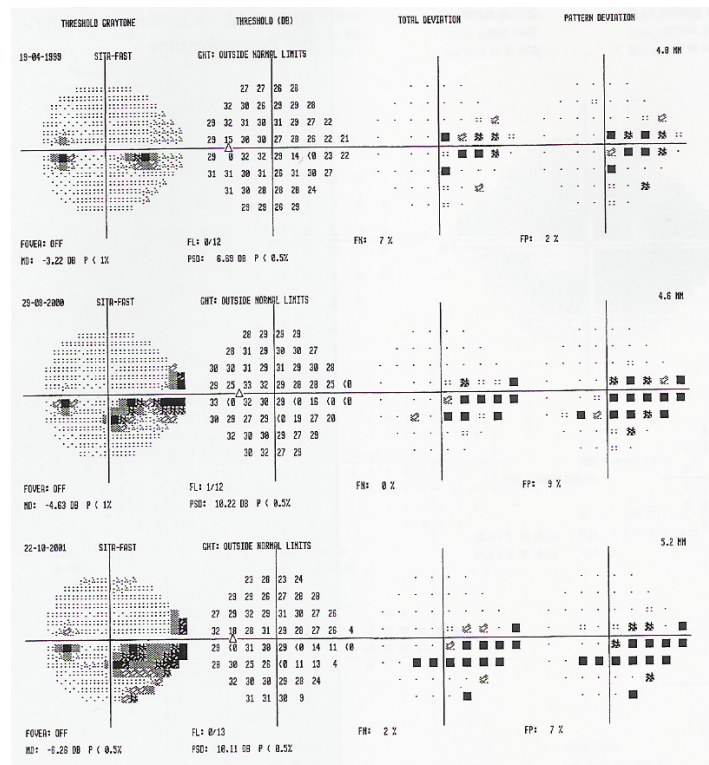 THRESHOLD GRAYTONE THRESHOLD (DB) TOTAL DEVIATION PATTERN DEVIATION
19-04-1999 SITA-FAST GHT: OUTSIDE NORMAL LIMITS 4.8 MM
27 27 26 28
32 30 26 29 29 28
29 32 31 30 31 29 27 22
29 15 30 30 27 28 26 22 21
29 0 32 32 29 14 (0 23 22
31 31 30 31 26 31 30 27
31 30 28 28 28 24
29 29 26 29
FOVEA: OFF FL: 0/12 FN: 7 % FP: 2 %
MD: -3.22 DB P < 1% PSD: 6.69 DB P < 0.5%
29-08-2000 SITA-FAST GHT: OUTSIDE NORMAL LIMITS 4.6 MM
28 29 29 29
28 31 29 30 30 27
30 30 31 29 31 29 30 28
29 25 33 32 29 28 28 25 (0
33 (0 32 30 29 (0 16 (0 (0
30 29 27 29 (0 19 27 20
32 30 30 29 27 29
30 32 27 29
FOVEA: OFF FL: 1/12 FN: 0 % FP: 9 %
MD: -4.63 DB P < 1% PSD: 10.22 DB P < 0.5%
22-10-2001 SITA-FAST GHT: OUTSIDE NORMAL LIMITS 5.2 MM
23 28 23 24
29 28 26 27 28 28
27 29 32 29 31 30 27 26
32 18 28 31 29 28 27 26 4
29 (0 31 30 29 (0 14 11 (0
28 30 25 26 (0 11 13 4
32 30 30 29 28 24
31 31 30 9
FOVEA: OFF FL: 0/13 FN: 2 % FP: 7 %
MD: -6.26 DB P < 0.5% PSD: 10.11 DB P < 0.5%